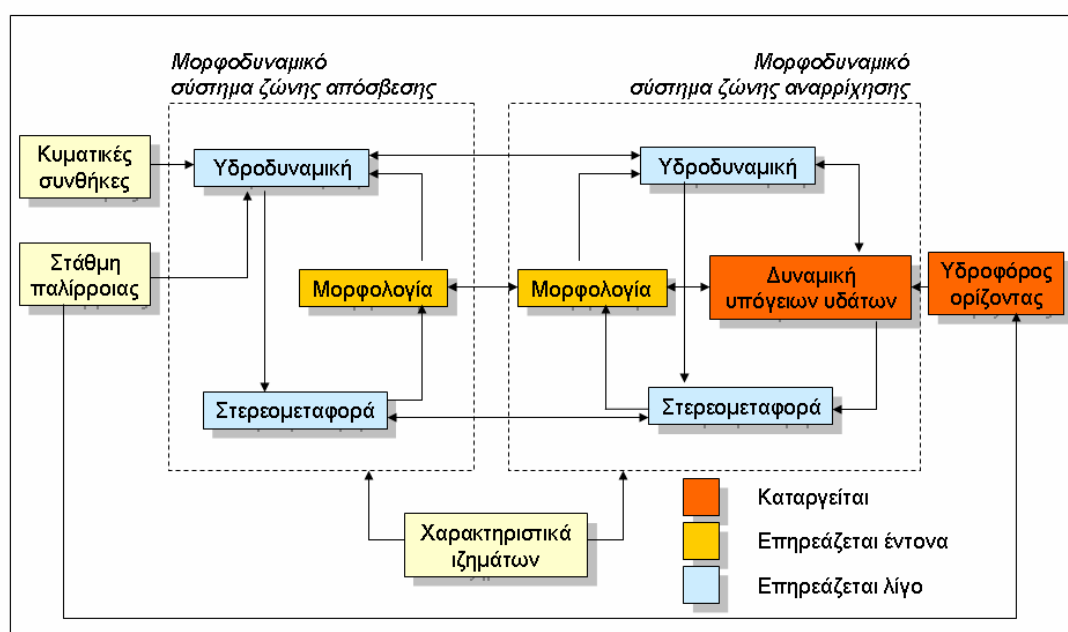 Μορφοδυναμικό
σύστημα ζώνης απόσβεσης
Μορφοδυναμικό
σύστημα ζώνης αναρρίχησης
Κυματικές
συνθήκες
Υδροδυναμική
Υδροδυναμική
Στάθμη
παλίρροιας
Μορφολογία
Μορφολογία
Δυναμική
υπόγειων υδάτων
Υδροφόρος
ορίζοντας
Στερεομεταφορά
Στερεομεταφορά
Χαρακτηριστικά
ιζημάτων
Καταργείται
Επηρεάζεται έντονα
Επηρεάζεται λίγο